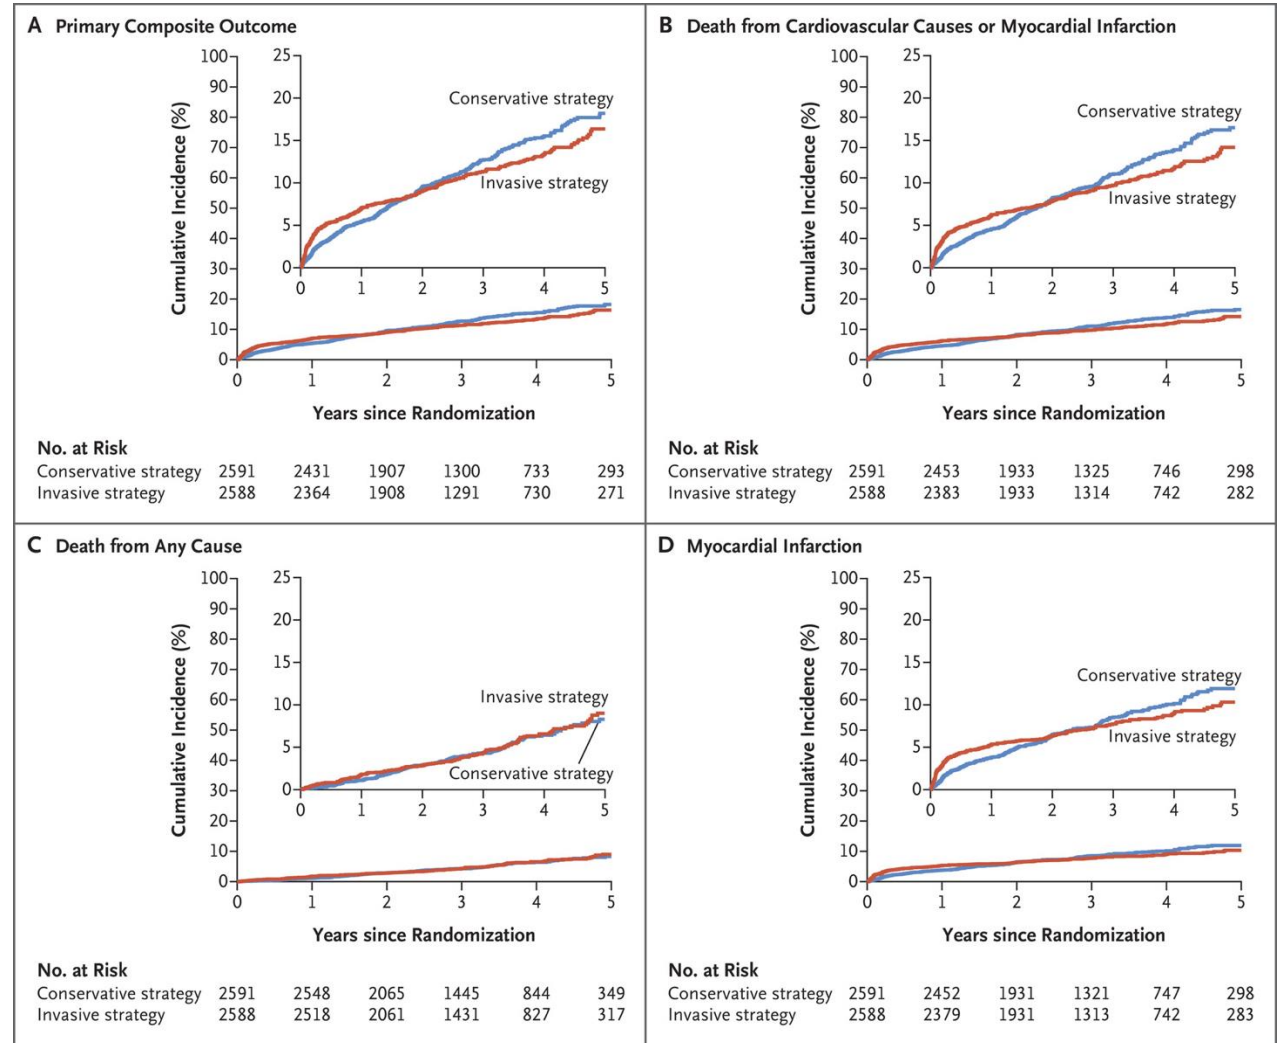 A Primary Composite Outcome
Cumulative Incidence (%)
100
90
80
70
60
50
40
30
20
10
0
25
20
15
10
5
0
Conservative strategy
Invasive strategy
0 1 2 3 4 5
0 1 2 3 4 5
Years since Randomization
No. at Risk
Conservative strategy 2591 2431 1907 1300 733 293
Invasive strategy 2588 2364 1908 1291 730 271
B Death from Cardiovascular Causes or Myocardial Infarction
Cumulative Incidence (%)
100
90
80
70
60
50
40
30
20
10
0
25
20
15
10
5
0
Conservative strategy
Invasive strategy
0 1 2 3 4 5
0 1 2 3 4 5
Years since Randomization
No. at Risk
Conservative strategy 2591 2453 1933 1325 746 298
Invasive strategy 2588 2383 1933 1314 742 282
C Death from Any Cause
Cumulative Incidence (%)
100
90
80
70
60
50
40
30
20
10
0
25
20
15
10
5
0
Invasive strategy
Conservative strategy
0 1 2 3 4 5
0 1 2 3 4 5
Years since Randomization
No. at Risk
Conservative strategy 2591 2548 2065 1445 844 349
Invasive strategy 2588 2518 2061 1431 827 317
D Myocardial Infarction
Cumulative Incidence (%)
100
90
80
70
60
50
40
30
20
10
0
25
20
15
10
5
0
Conservative strategy
Invasive strategy
0 1 2 3 4 5
0 1 2 3 4 5
Years since Randomization
No. at Risk
Conservative strategy 2591 2452 1931 1321 747 298
Invasive strategy 2588 2379 1931 1313 742 283